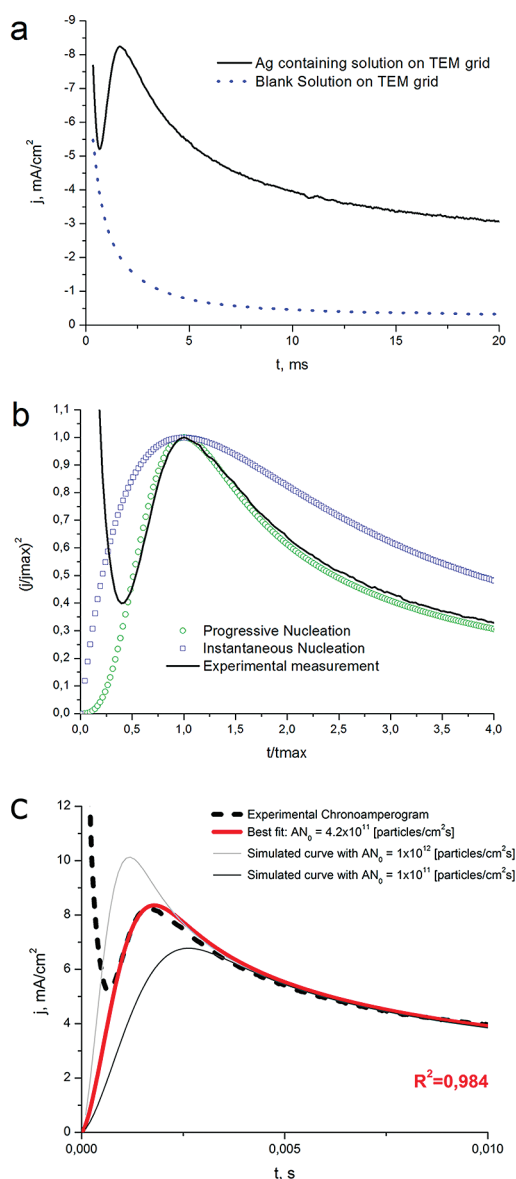 a
-9
-8
-7
-6
-5
-4
-3
-2
-1
0
j, mA/cm²
Ag containing solution on TEM grid
Blank Solution on TEM grid
0 5 10 15 20
t, ms
b
1,1
1,0
0,9
0,8
0,7
0,6
0,5
0,4
0,3
0,2
0,1
0,0
(j/jmax)²
Progressive Nucleation
Instantaneous Nucleation
Experimental measurement
0,0 0,5 1,0 1,5 2,0 2,5 3,0 3,5 4,0
t/tmax
c
12
10
8
6
4
2
0
j, mA/cm²
Experimental Chronoamperogram
Best fit: AN₀ = 4.2x10¹¹ [particles/cm²s]
Simulated curve with AN₀ = 1x10¹² [particles/cm²s]
Simulated curve with AN₀ = 1x10¹¹ [particles/cm²s]
R²=0,984
0,000 0,005 0,010
t, s